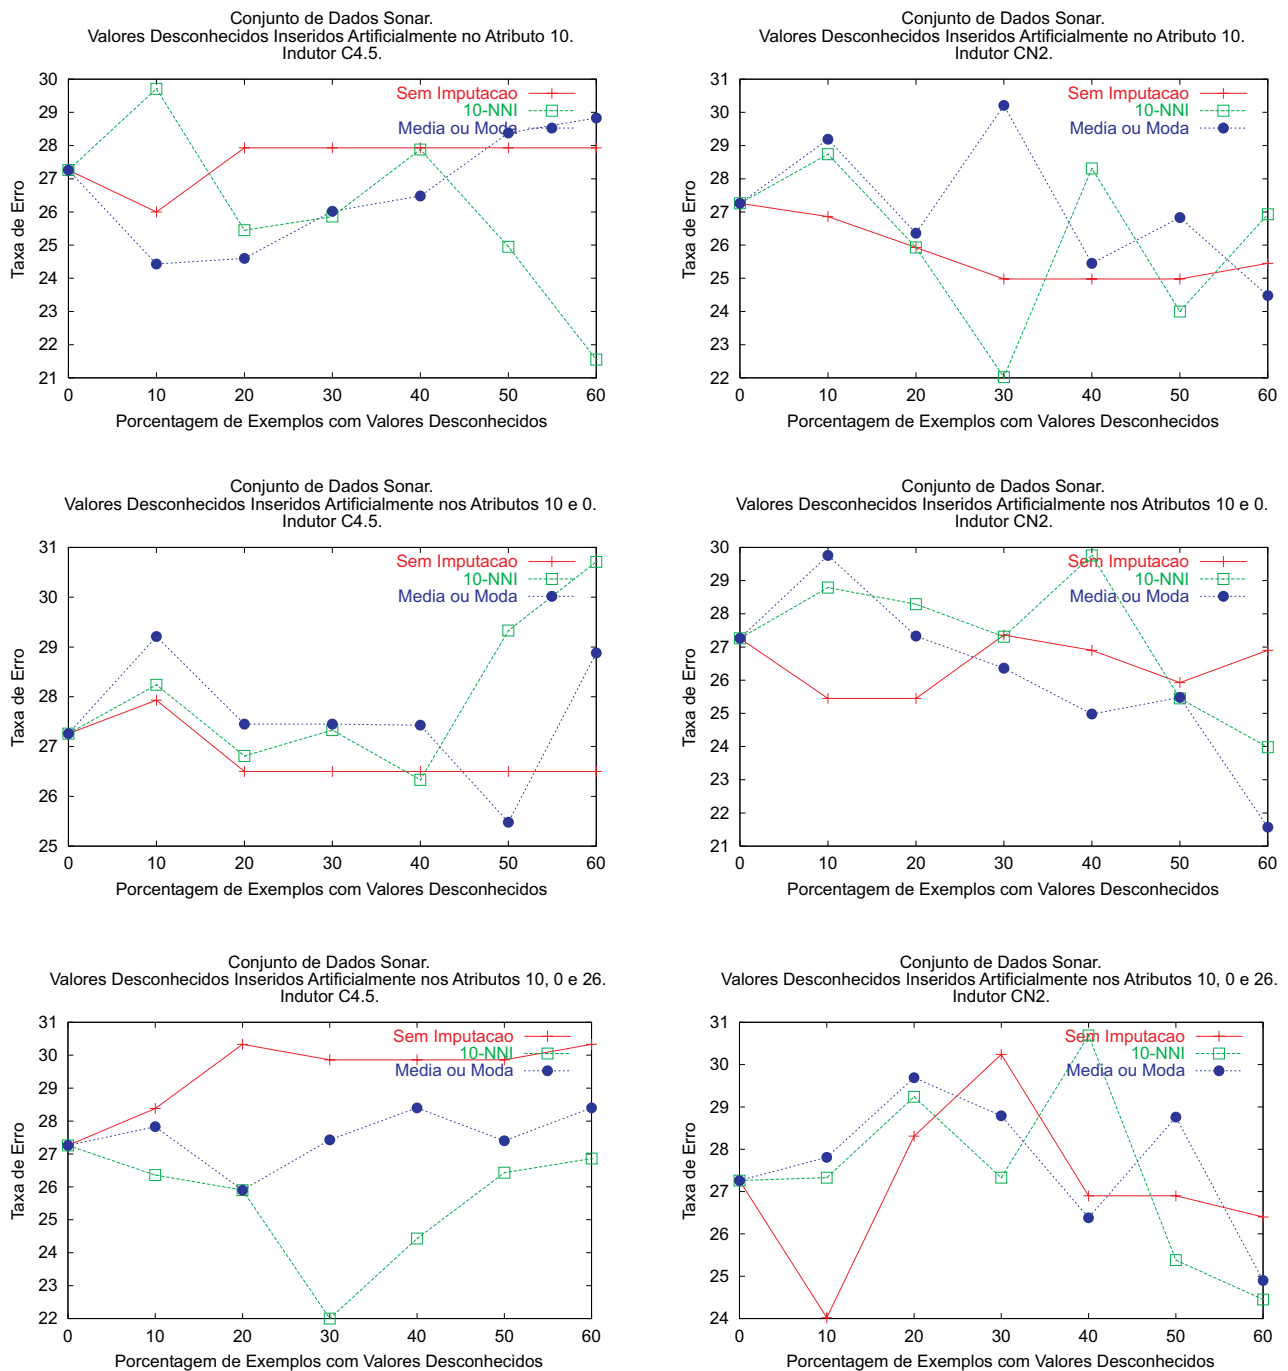 Conjunto de Dados Sonar.
Valores Desconhecidos Inseridos Artificialmente no Atributo 10.
Indutor C4.5.
30
29
28
27
26
25
24
23
22
21
Taxa de Erro
Sem Imputacao
10-NNI
Media ou Moda
0 10 20 30 40 50 60
Porcentagem de Exemplos com Valores Desconhecidos
Conjunto de Dados Sonar.
Valores Desconhecidos Inseridos Artificialmente no Atributo 10.
Indutor CN2.
31
30
29
28
27
26
25
24
23
22
Taxa de Erro
Sem Imputacao
10-NNI
Media ou Moda
0 10 20 30 40 50 60
Porcentagem de Exemplos com Valores Desconhecidos
Conjunto de Dados Sonar.
Valores Desconhecidos Inseridos Artificialmente nos Atributos 10 e 0.
Indutor C4.5.
31
30
29
28
27
26
25
Taxa de Erro
Sem Imputacao
10-NNI
Media ou Moda
0 10 20 30 40 50 60
Porcentagem de Exemplos com Valores Desconhecidos
Conjunto de Dados Sonar.
Valores Desconhecidos Inseridos Artificialmente nos Atributos 10 e 0.
Indutor CN2.
30
29
28
27
26
25
24
23
22
21
Taxa de Erro
Sem Imputacao
10-NNI
Media ou Moda
0 10 20 30 40 50 60
Porcentagem de Exemplos com Valores Desconhecidos
Conjunto de Dados Sonar.
Valores Desconhecidos Inseridos Artificialmente nos Atributos 10, 0 e 26.
Indutor C4.5.
31
30
29
28
27
26
25
24
23
22
Taxa de Erro
Sem Imputacao
10-NNI
Media ou Moda
0 10 20 30 40 50 60
Porcentagem de Exemplos com Valores Desconhecidos
Conjunto de Dados Sonar.
Valores Desconhecidos Inseridos Artificialmente nos Atributos 10, 0 e 26.
Indutor CN2.
31
30
29
28
27
26
25
24
Taxa de Erro
Sem Imputacao
10-NNI
Media ou Moda
0 10 20 30 40 50 60
Porcentagem de Exemplos com Valores Desconhecidos